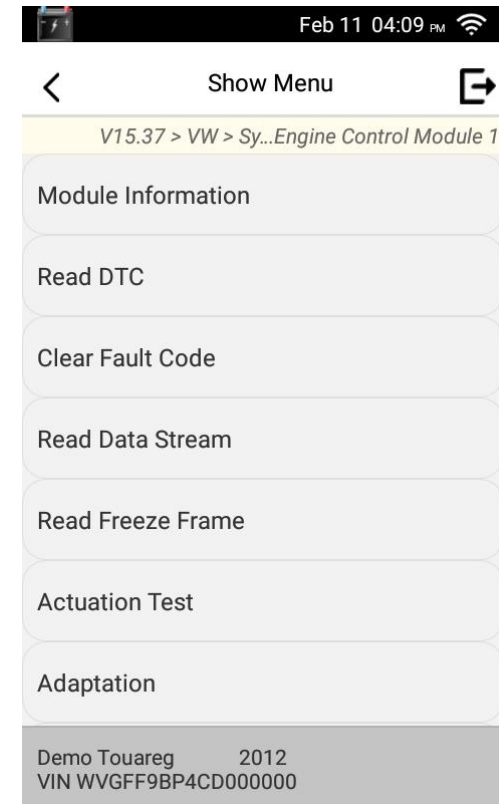 Feb 11 04:09 PM
Show Menu
V15.37 > VW > Sy...Engine Control Module 1
Module Information
Read DTC
Clear Fault Code
Read Data Stream
Read Freeze Frame
Actuation Test
Adaptation
Demo Touareg 2012
VIN WVGFF9BP4CD000000